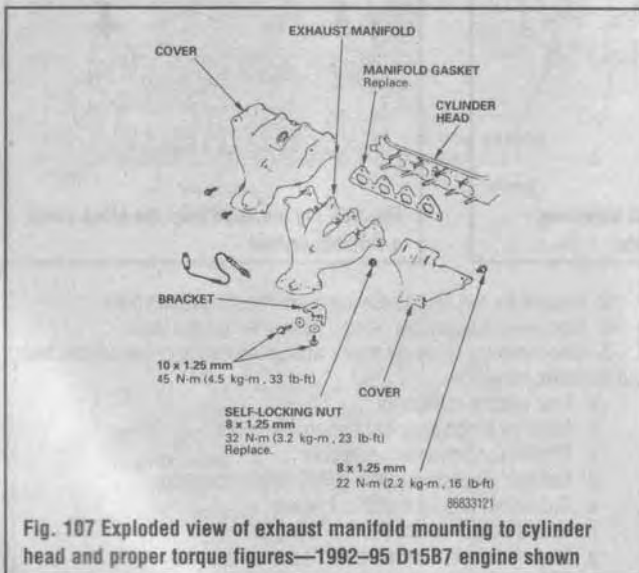 EXHAUST MANIFOLD
COVER
MANIFOLD GASKET
Replace.
CYLINDER
HEAD
BRACKET
10 x 1.25 mm
45 N-m (4.5 kg-m , 33 lb-ft)
SELF-LOCKING NUT
8 x 1.25 mm
32 N-m (3.2 kg-m , 23 lb-ft)
Replace.
COVER
8 x 1.25 mm
22 N-m (2.2 kg-m , 16 lb-ft)
86833121
Fig. 107 Exploded view of exhaust manifold mounting to cylinder
head and proper torque figures—1992–95 D15B7 engine shown